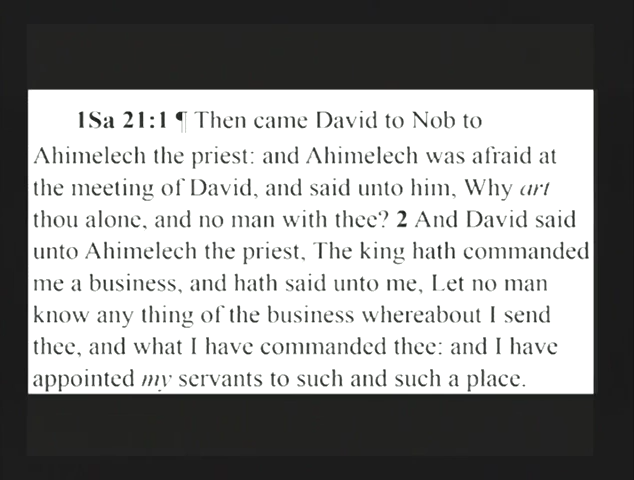 1Sa 21:1 ¶ Then came David to Nob to
Ahimelech the priest: and Ahimelech was afraid at
the meeting of David, and said unto him, Why art
thou alone, and no man with thee? 2 And David said
unto Ahimelech the priest, The king hath commanded
me a business, and hath said unto me, Let no man
know any thing of the business whereabout I send
thee, and what I have commanded thee: and I have
appointed my servants to such and such a place.